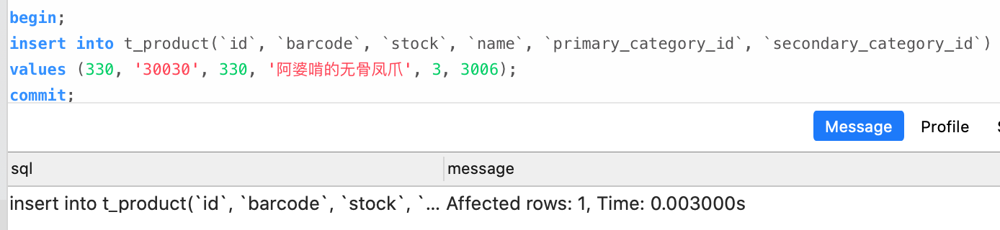 begin;
insert into t_product(`id`, `barcode`, `stock`, `name`, `primary_category_id`, `secondary_category_id`)
values (330, '30030', 330, '阿婆啃的无骨凤爪', 3, 3006);
commit;
Message Profile
sql message
insert into t_product(`id`, `barcode`, `stock`, `... Affected rows: 1, Time: 0.003000s